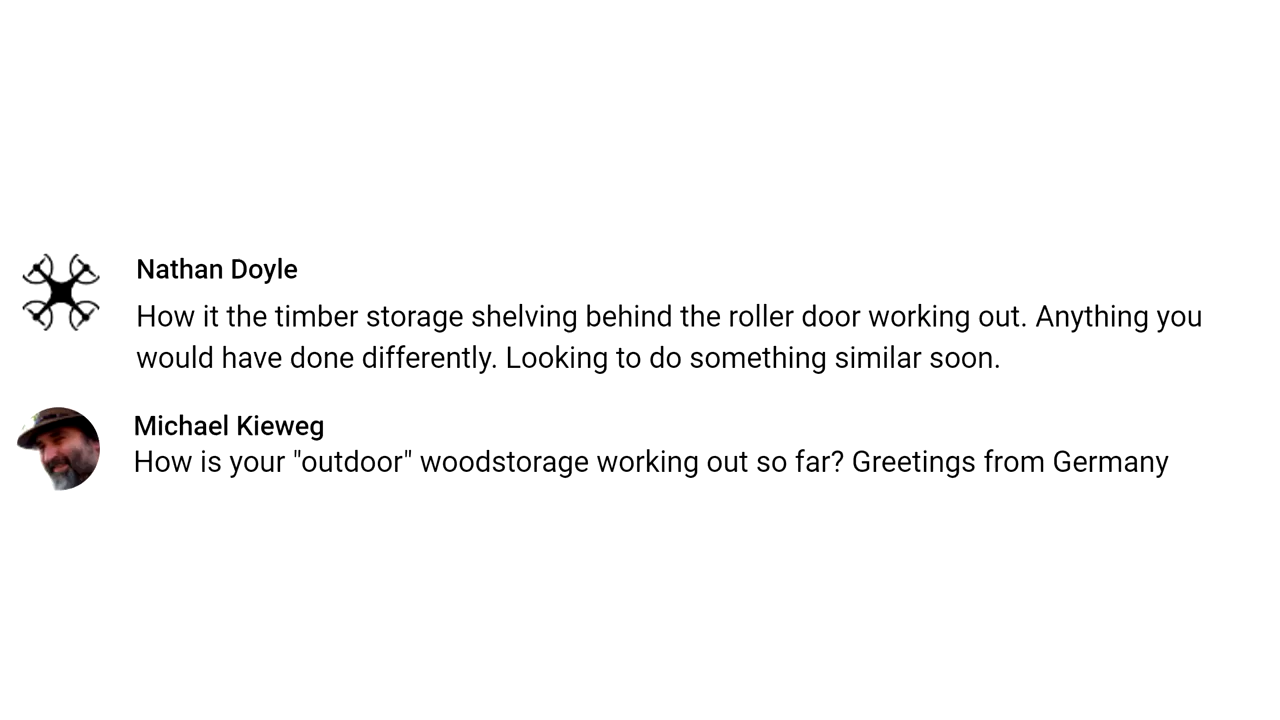 Nathan Doyle
How it the timber storage shelving behind the roller door working out. Anything you
would have done differently. Looking to do something similar soon.
Michael Kieweg
How is your "outdoor" woodstorage working out so far? Greetings from Germany